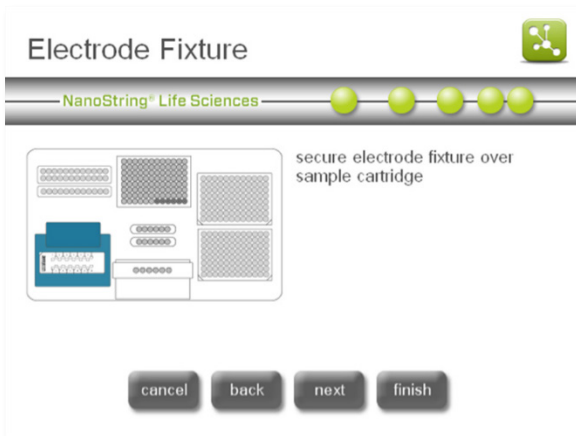 Electrode Fixture
NanoString® Life Sciences
secure electrode fixture over
sample cartridge
cancel
back
next
finish